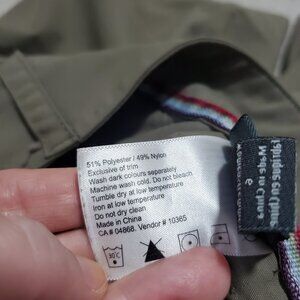 51% Polyester / 49% Nylon
Exclusive of trim
Wash dark colours separately
Machine wash cold. Do not bleach
Tumble dry at low temperature
Iron at low temperature
Do not dry clean
Made in China
CA # 04868. Vendor # 10365
30°C